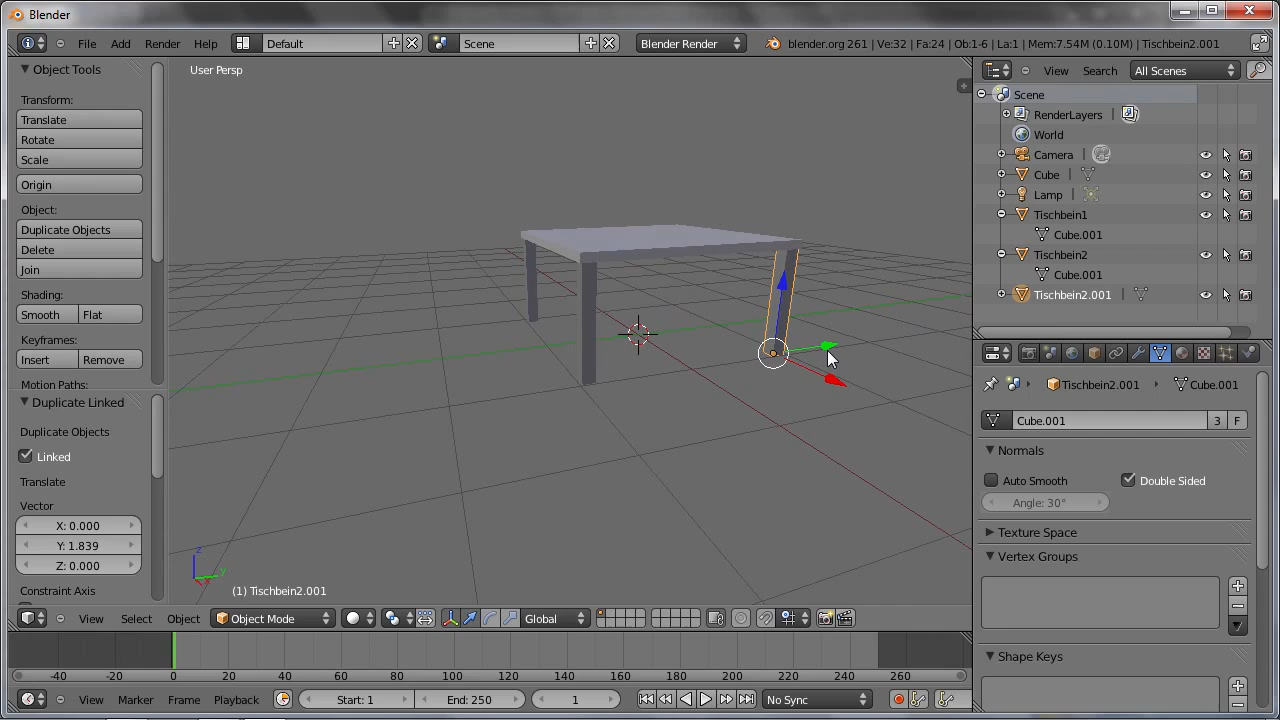 Blender
File Add Render Help Default Scene Blender Render blender.org 261 | Ve:32 | Fa:24 | Ob:1-6 | La:1 | Mem:7.54M (0.10M) | Tischbein2.001
Object Tools
Transform:
Translate
Rotate
Scale
Origin
Object:
Duplicate Objects
Delete
Join
Shading:
Smooth Flat
Keyframes:
Insert Remove
Motion Paths:
Duplicate Linked
Duplicate Objects
Linked
Translate
Vector
X: 0.000
Y: 1.839
Z: 0.000
Constraint Axis
User Persp
z
y
(1) Tischbein2.001
View Select Object Object Mode Global
-40 -20 0 20 40 60 80 100 120 140 160 180 200 220 240 260
View Marker Frame Playback Start: 1 End: 250 1 No Sync
View Search All Scenes
Scene
RenderLayers |
World
Camera |
Cube |
Lamp |
Tischbein1
Cube.001
Tischbein2
Cube.001
Tischbein2.001 |
Tischbein2.001 Cube.001
Cube.001 3 F
Normals
Auto Smooth Double Sided
Angle: 30°
Texture Space
Vertex Groups
Shape Keys